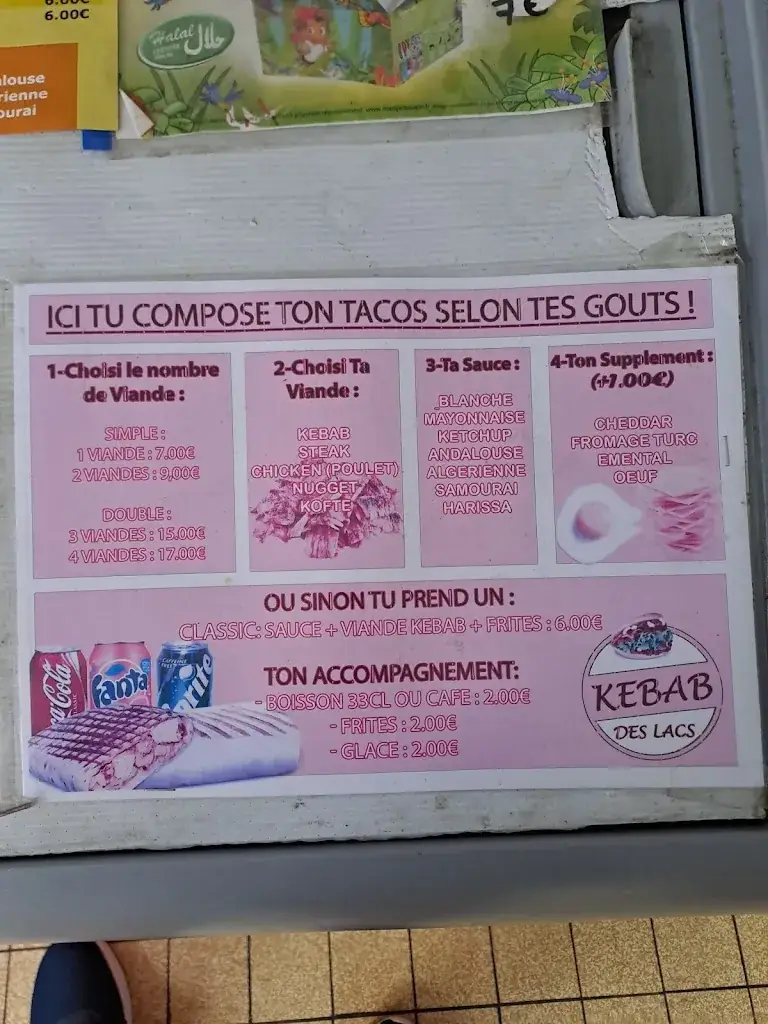 6.00€
6.00€
alouse
rienne
ourai
Halal
حلال
7€
ICI TU COMPOSE TON TACOS SELON TES GOUTS !
1-Choisi le nombre
de Viande :
SIMPLE :
1 VIANDE : 7.00€
2 VIANDES : 9,00€
DOUBLE :
3 VIANDES : 15.00€
4 VIANDES : 17.00€
2-Choisi Ta
Viande :
KEBAB
STEAK
CHICKEN (POULET)
NUGGET
KOFTE
3-Ta Sauce :
BLANCHE
MAYONNAISE
KETCHUP
ANDALOUSE
ALGERIENNE
SAMOURAI
HARISSA
4-Ton Supplement :
(+1.00€)
CHEDDAR
FROMAGE TURC
EMENTAL
OEUF
OU SINON TU PREND UN :
CLASSIC: SAUCE + VIANDE KEBAB + FRITES : 6.00€
TON ACCOMPAGNEMENT:
- BOISSON 33CL OU CAFE : 2.00€
- FRITES : 2.00€
- GLACE : 2.00€
Coca-Cola
Fanta
CAFFEINE FREE
Sprite
KEBAB
DES LACS